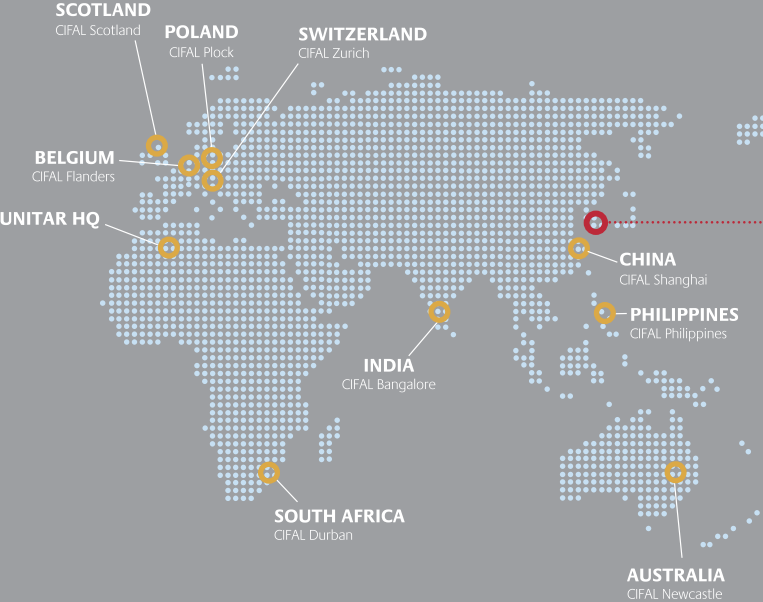 SCOTLAND
CIFAL Scotland
POLAND
CIFAL Plock
SWITZERLAND
CIFAL Zurich
BELGIUM
CIFAL Flanders
UNITAR HQ
CHINA
CIFAL Shanghai
PHILIPPINES
CIFAL Philippines
INDIA
CIFAL Bangalore
SOUTH AFRICA
CIFAL Durban
AUSTRALIA
CIFAL Newcastle